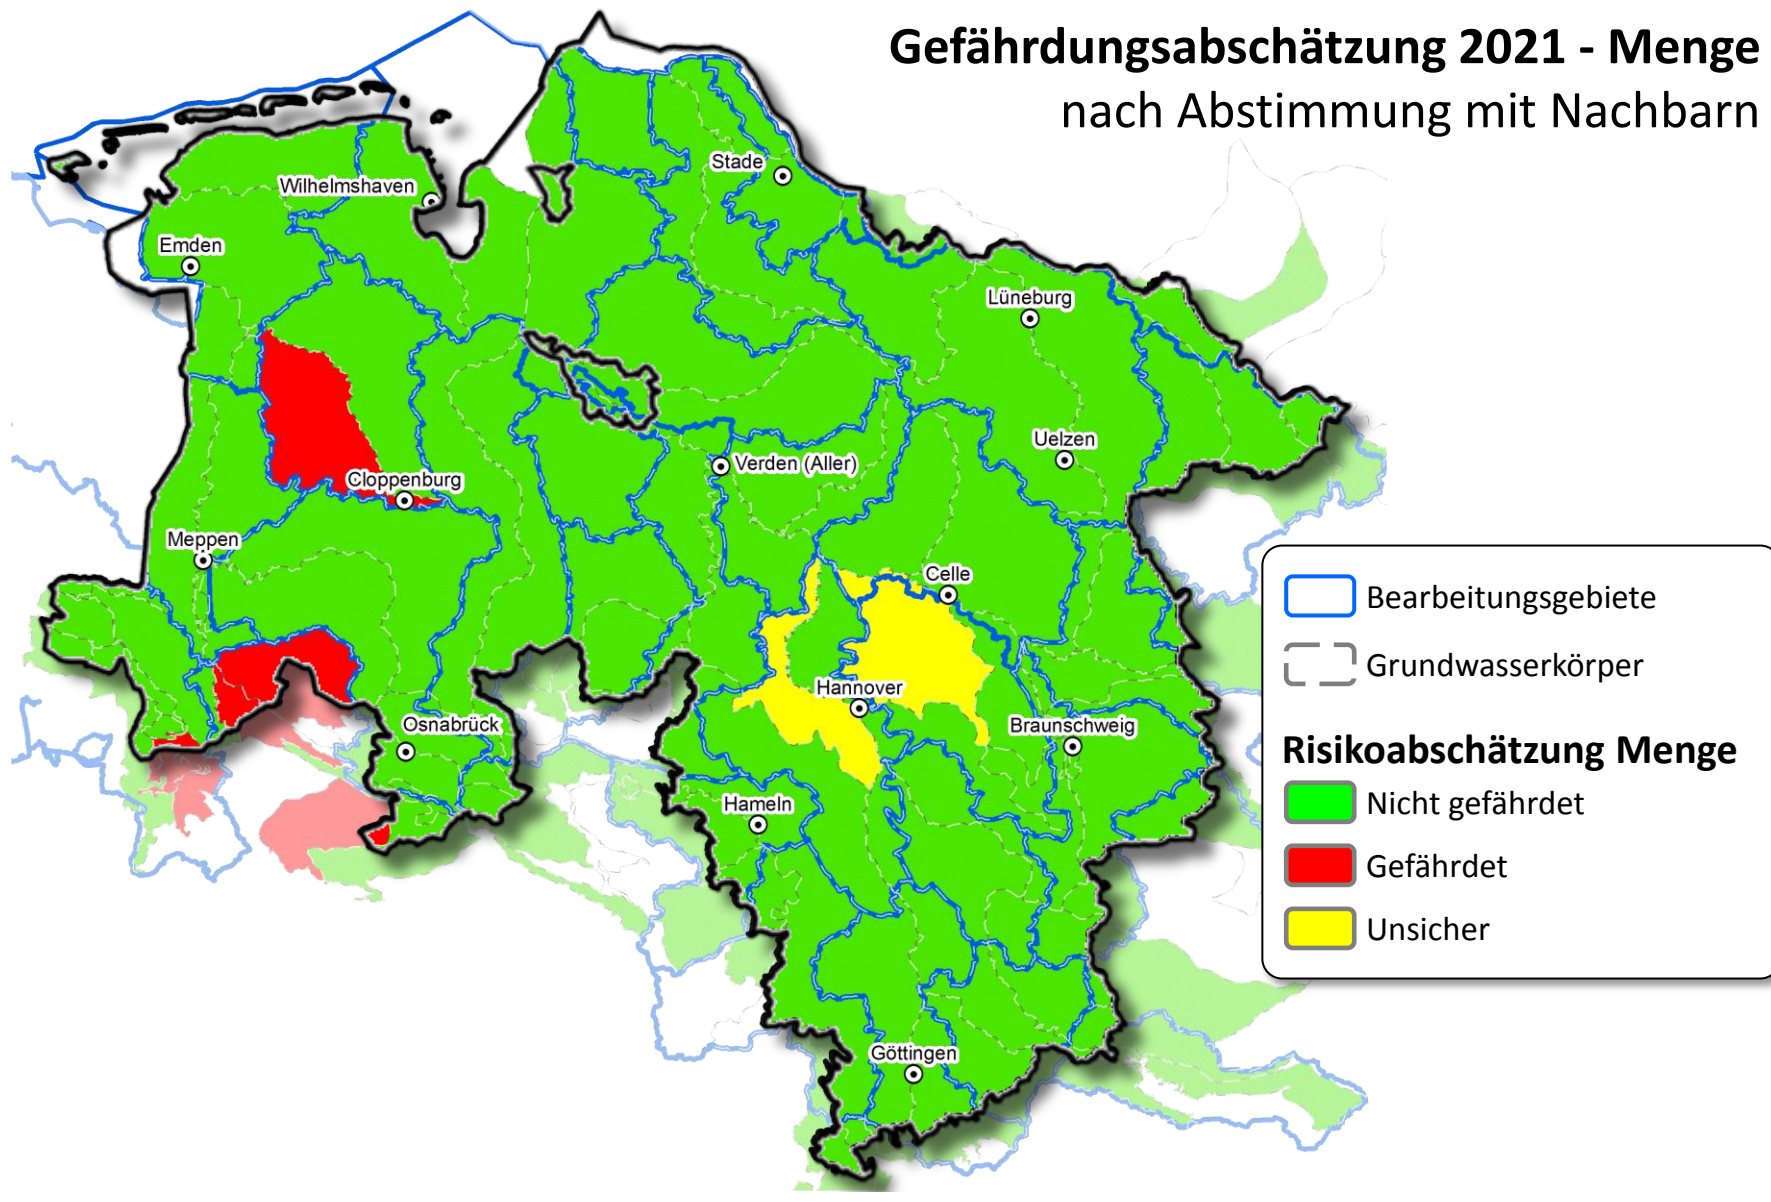 Gefährdungsabschätzung 2021 - Menge
nach Abstimmung mit Nachbarn
Stade
Wilhelmshaven
Emden
Lüneburg
Uelzen
Verden (Aller)
Cloppenburg
Meppen
Celle
Hannover
Osnabrück
Braunschweig
Hameln
Göttingen
Bearbeitungsgebiete
Grundwasserkörper
Risikoabschätzung Menge
Nicht gefährdet
Gefährdet
Unsicher